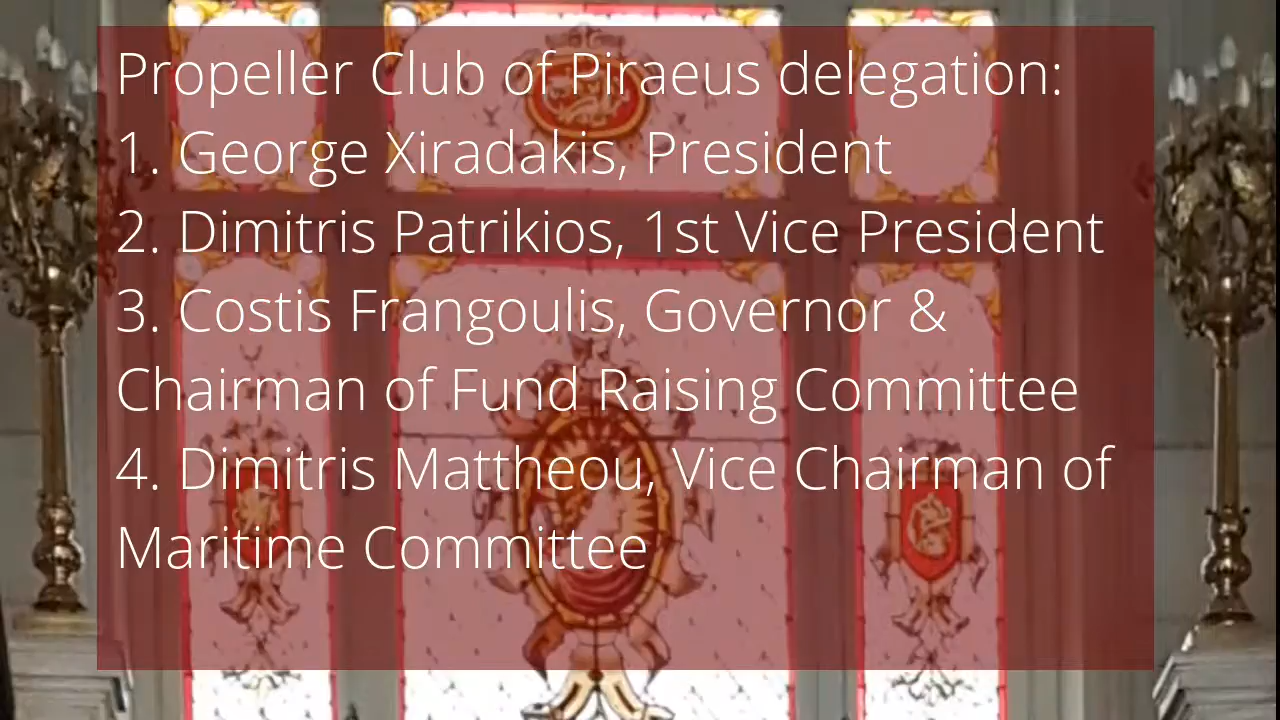 Propeller Club of Piraeus delegation:
1. George Xiradakis, President
2. Dimitris Patrikios, 1st Vice President
3. Costis Frangoulis, Governor &
Chairman of Fund Raising Committee
4. Dimitris Mattheou, Vice Chairman of
Maritime Committee